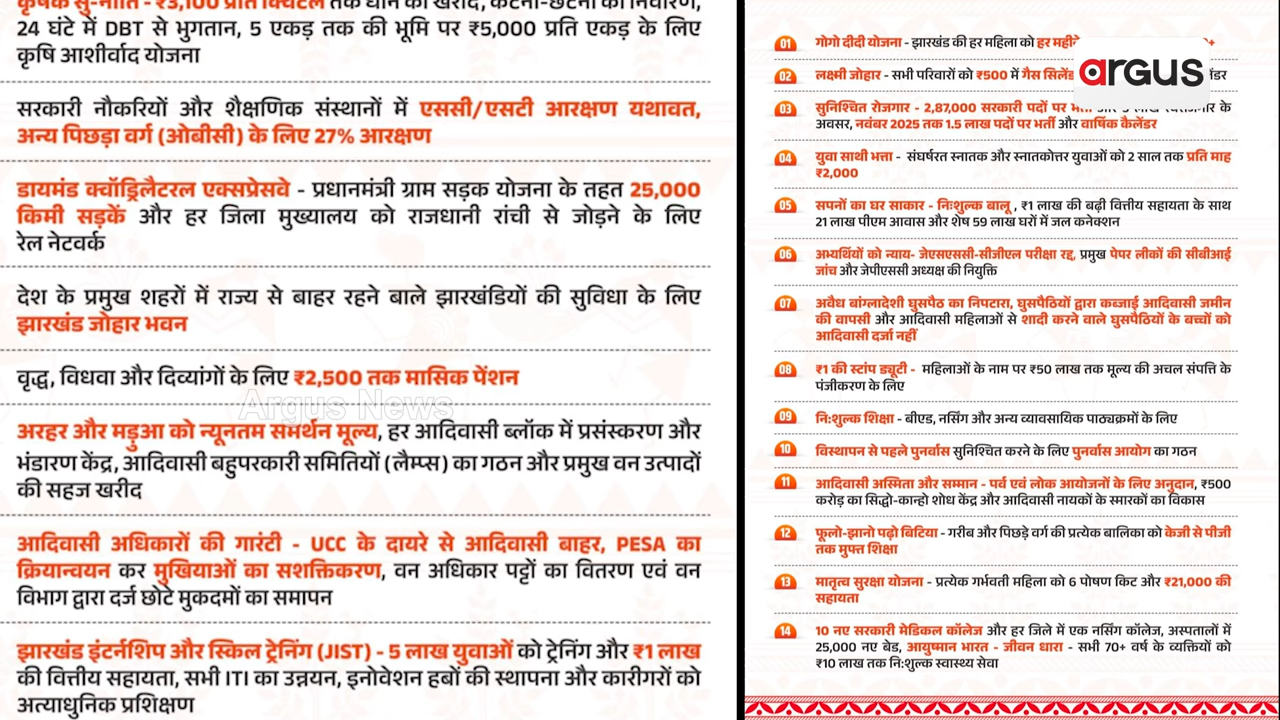 कृषक सु-नीति - ₹3,100 प्रति क्विंटल तक धान की खरीद, कटनी-छटनी का निवारण,
24 घंटे में DBT से भुगतान, 5 एकड़ तक की भूमि पर ₹5,000 प्रति एकड़ के लिए
कृषि आशीर्वाद योजना
सरकारी नौकरियों और शैक्षणिक संस्थानों में एससी/एसटी आरक्षण यथावत,
अन्य पिछड़ा वर्ग (ओबीसी) के लिए 27% आरक्षण
डायमंड क्वॉड्रिलैटरल एक्सप्रेसवे - प्रधानमंत्री ग्राम सड़क योजना के तहत 25,000
किमी सड़कें और हर जिला मुख्यालय को राजधानी रांची से जोड़ने के लिए
रेल नेटवर्क
देश के प्रमुख शहरों में राज्य से बाहर रहने बाले झारखंडियों की सुविधा के लिए
झारखंड जोहार भवन
वृद्ध, विधवा और दिव्यांगों के लिए ₹2,500 तक मासिक पेंशन
Argus News
अरहर और मड़ुआ को न्यूनतम समर्थन मूल्य, हर आदिवासी ब्लॉक में प्रसंस्करण और
भंडारण केंद्र, आदिवासी बहुपरकारी समितियों (लैम्प्स) का गठन और प्रमुख वन उत्पादों
की सहज खरीद
आदिवासी अधिकारों की गारंटी - UCC के दायरे से आदिवासी बाहर, PESA का
क्रियान्वयन कर मुखियाओं का सशक्तिकरण, वन अधिकार पट्टों का वितरण एवं वन
विभाग द्वारा दर्ज छोटे मुकदमों का समापन
झारखंड इंटर्नशिप और स्किल ट्रेनिंग (JIST) - 5 लाख युवाओं को ट्रेनिंग और ₹1 लाख
की वित्तीय सहायता, सभी ITI का उन्नयन, इनोवेशन हबों की स्थापना और कारीगरों को
अत्याधुनिक प्रशिक्षण
argus
01 गोगो दीदी योजना - झारखंड की हर महिला को हर महीने
02 लक्ष्मी जोहार - सभी परिवारों को ₹500 में गैस सिलेंडर
03 सुनिश्चित रोजगार - 2,87,000 सरकारी पदों पर भर्ती और 5 लाख स्वरोजगार के
अवसर, नवंबर 2025 तक 1.5 लाख पदों पर भर्ती और वार्षिक कैलेंडर
04 युवा साथी भत्ता - संघर्षरत स्नातक और स्नातकोत्तर युवाओं को 2 साल तक प्रति माह
₹2,000
05 सपनों का घर साकार - निःशुल्क बालू , ₹1 लाख की बढ़ी वित्तीय सहायता के साथ
21 लाख पीएम आवास और शेष 59 लाख घरों में जल कनेक्शन
06 अभ्यर्थियों को न्याय- जेएसएससी-सीजीएल परीक्षा रद्द, प्रमुख पेपर लीकों की सीबीआई
जांच और जेपीएससी अध्यक्ष की नियुक्ति
07 अवैध बांग्लादेशी घुसपैठ का निपटारा, घुसपैठियों द्वारा कब्जाई आदिवासी जमीन
की वापसी और आदिवासी महिलाओं से शादी करने वाले घुसपैठियों के बच्चों को
आदिवासी दर्जा नहीं
08 ₹1 की स्टांप ड्यूटी - महिलाओं के नाम पर ₹50 लाख तक मूल्य की अचल संपत्ति के
पंजीकरण के लिए
09 नि:शुल्क शिक्षा - बीएड, नर्सिंग और अन्य व्यावसायिक पाठ्यक्रमों के लिए
10 विस्थापन से पहले पुनर्वास सुनिश्चित करने के लिए पुनर्वास आयोग का गठन
11 आदिवासी अस्मिता और सम्मान - पर्व एवं लोक आयोजनों के लिए अनुदान, ₹500
करोड़ का सिद्धो-कान्हो शोध केंद्र और आदिवासी नायकों के स्मारकों का विकास
12 फूलो-झानो पढ़ो बिटिया - गरीब और पिछड़े वर्ग की प्रत्येक बालिका को केजी से पीजी
तक मुफ्त शिक्षा
13 मातृत्व सुरक्षा योजना - प्रत्येक गर्भवती महिला को 6 पोषण किट और ₹21,000 की
सहायता
14 10 नए सरकारी मेडिकल कॉलेज और हर जिले में एक नर्सिंग कॉलेज, अस्पतालों में
25,000 नए बेड, आयुष्मान भारत - जीवन धारा - सभी 70+ वर्ष के व्यक्तियों को
₹10 लाख तक नि:शुल्क स्वास्थ्य सेवा